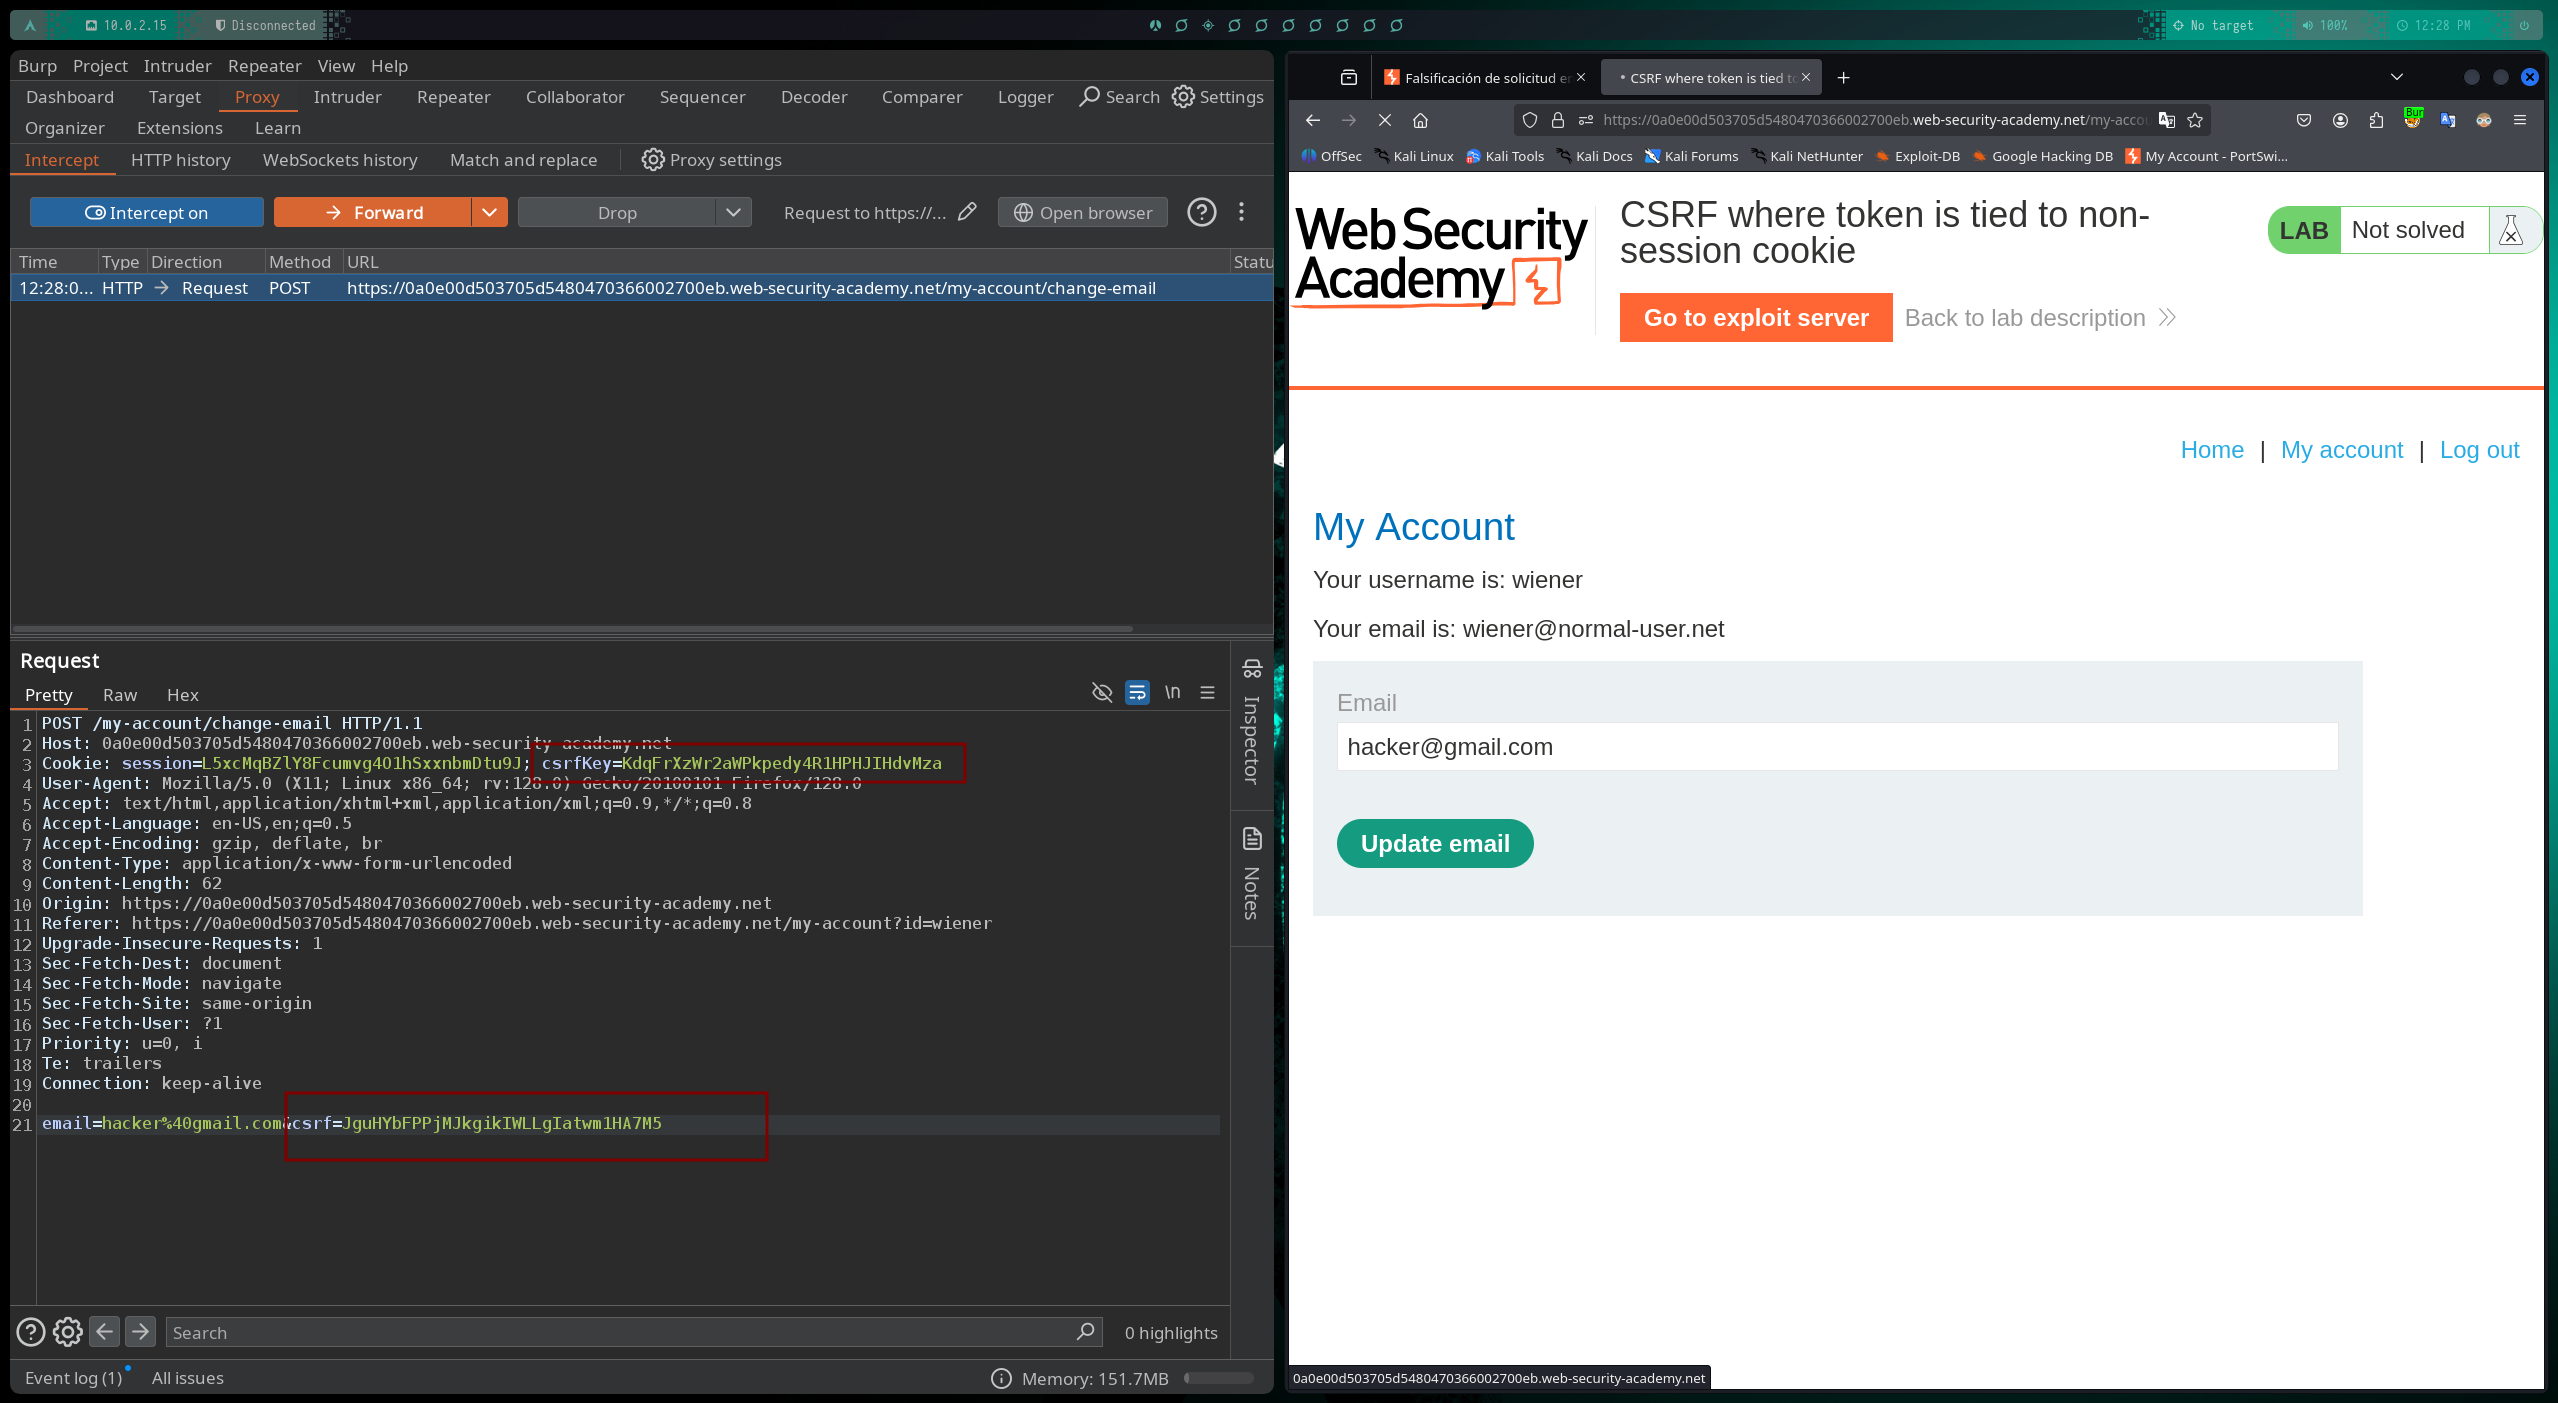 10.0.2.15 Disconnected No target 100% 12:28 PM
Burp Project Intruder Repeater View Help
Dashboard Target Proxy Intruder Repeater Collaborator Sequencer Decoder Comparer Logger Search Settings
Organizer Extensions Learn
Intercept HTTP history WebSockets history Match and replace Proxy settings
Intercept on Forward Drop Request to https://... Open browser
Time Type Direction Method URL Statu
12:28:0... HTTP Request POST https://0a0e00d503705d5480470366002700eb.web-security-academy.net/my-account/change-email
Request
Pretty Raw Hex \n
1 POST /my-account/change-email HTTP/1.1
2 Host: 0a0e00d503705d5480470366002700eb.web-security-academy.net
3 Cookie: session=L5xcMqBZlY8Fcumvg4O1hSxxnbmDtu9J; csrfKey=KdqFrXzWr2aWPkpedy4R1HPHJIHdvMza
4 User-Agent: Mozilla/5.0 (X11; Linux x86_64; rv:128.0) Gecko/20100101 Firefox/128.0
5 Accept: text/html,application/xhtml+xml,application/xml;q=0.9,*/*;q=0.8
6 Accept-Language: en-US,en;q=0.5
7 Accept-Encoding: gzip, deflate, br
8 Content-Type: application/x-www-form-urlencoded
9 Content-Length: 62
10 Origin: https://0a0e00d503705d5480470366002700eb.web-security-academy.net
11 Referer: https://0a0e00d503705d5480470366002700eb.web-security-academy.net/my-account?id=wiener
12 Upgrade-Insecure-Requests: 1
13 Sec-Fetch-Dest: document
14 Sec-Fetch-Mode: navigate
15 Sec-Fetch-Site: same-origin
16 Sec-Fetch-User: ?1
17 Priority: u=0, i
18 Te: trailers
19 Connection: keep-alive
20
21 email=hacker%40gmail.com&csrf=JguHYbFPPjMJkgikIWLLgIatwm1HA7M5
Inspector
Notes
Search 0 highlights
Event log (1) All issues Memory: 151.7MB
Falsificación de solicitud en CSRF where token is tied to
https://0a0e00d503705d5480470366002700eb.web-security-academy.net/my-accou Bur
OffSec Kali Linux Kali Tools Kali Docs Kali Forums Kali NetHunter Exploit-DB Google Hacking DB My Account - PortSwi...
Web Security
Academy
CSRF where token is tied to non-
session cookie
LAB Not solved
Go to exploit server Back to lab description
Home | My account | Log out
My Account
Your username is: wiener
Your email is: wiener@normal-user.net
Email
hacker@gmail.com
Update email
0a0e00d503705d5480470366002700eb.web-security-academy.net